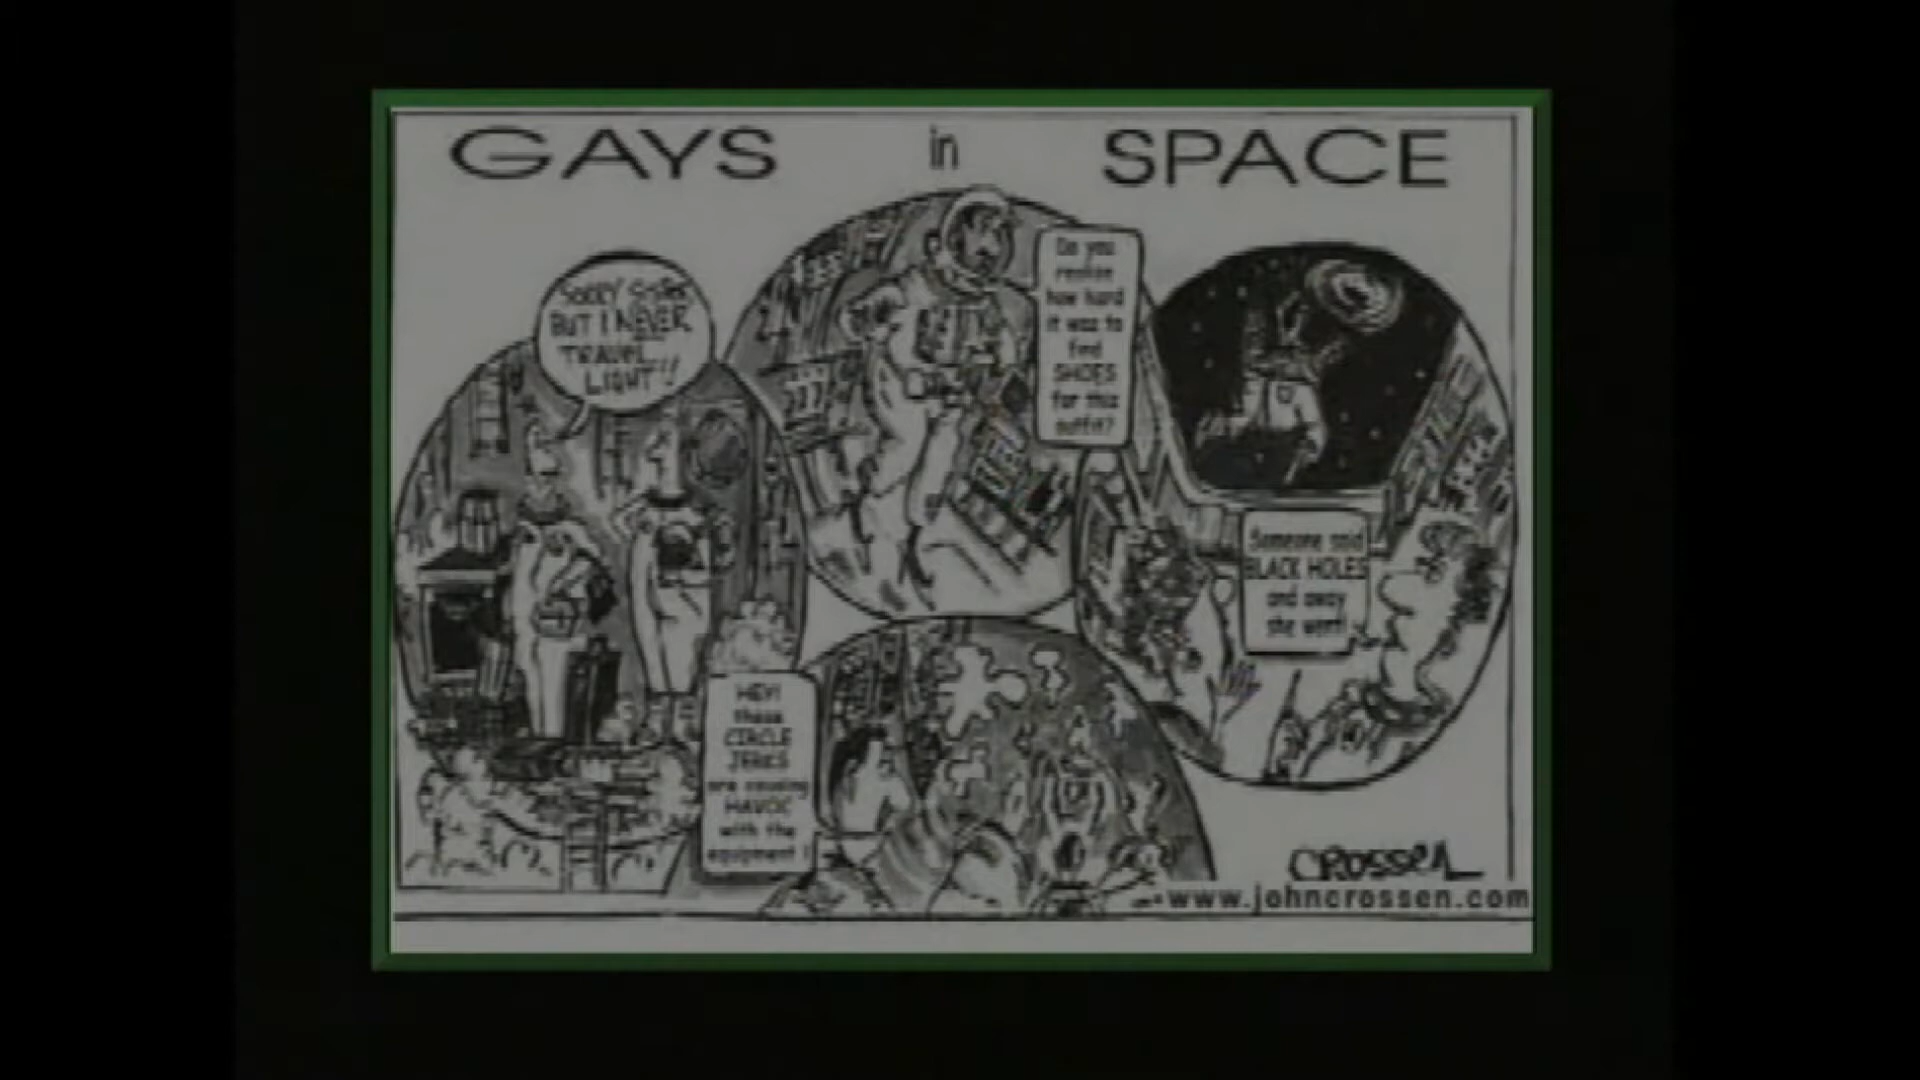 GAYS in SPACE
SORRY SISTER
BUT I NEVER
TRAVEL
LIGHT!!
Do you
realise
how hard
it was to
find
SHOES
for this
outfit?
Someone said
BLACK HOLES
and away
she went!
HEY!
these
CIRCLE
JERKS
are causing
HAVOC
with the
equipment!
CROSSEN
www.johncrossen.com